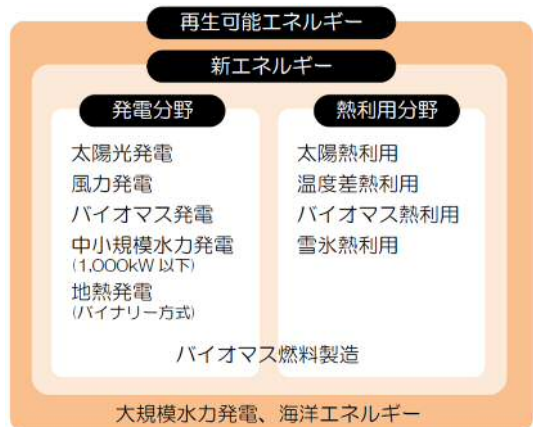 再生可能エネルギー
新エネルギー
発電分野
太陽光発電
風力発電
バイオマス発電
中小規模水力発電
(1,000kW 以下)
地熱発電
(バイナリー方式)
熱利用分野
太陽熱利用
温度差熱利用
バイオマス熱利用
雪氷熱利用
バイオマス燃料製造
大規模水力発電、海洋エネルギー